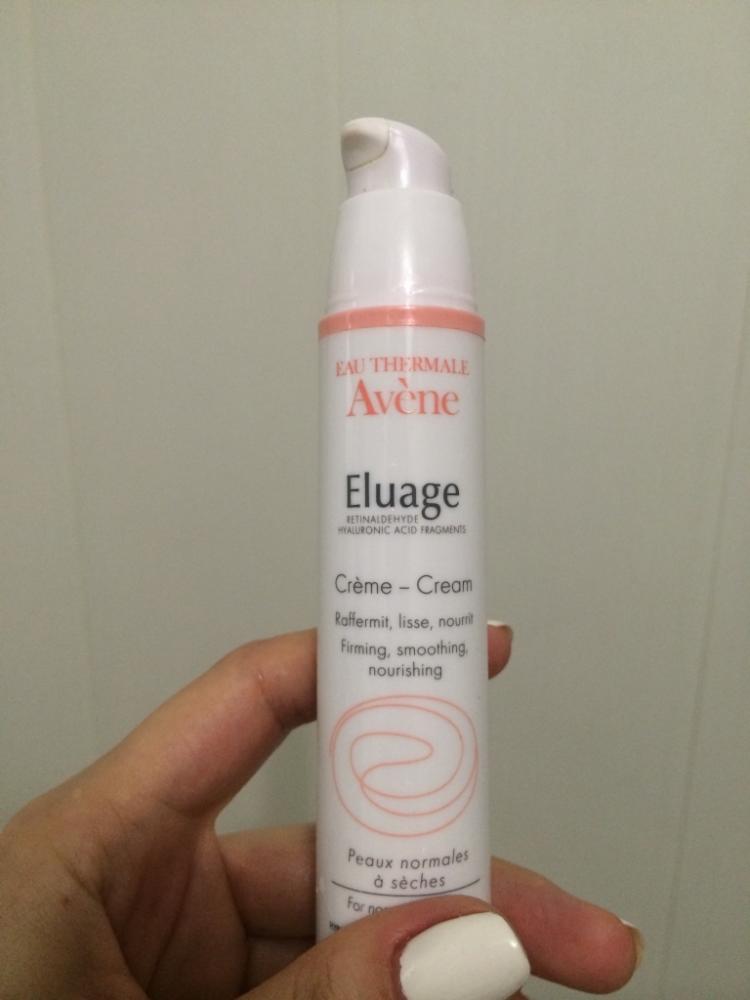 EAU THERMALE
Avène
Eluage
RETINALDEHYDE
HYALURONIC ACID FRAGMENTS
Crème – Cream
Raffermit, lisse, nourrit
Firming, smoothing,
nourishing
Peaux normales
à sèches
For